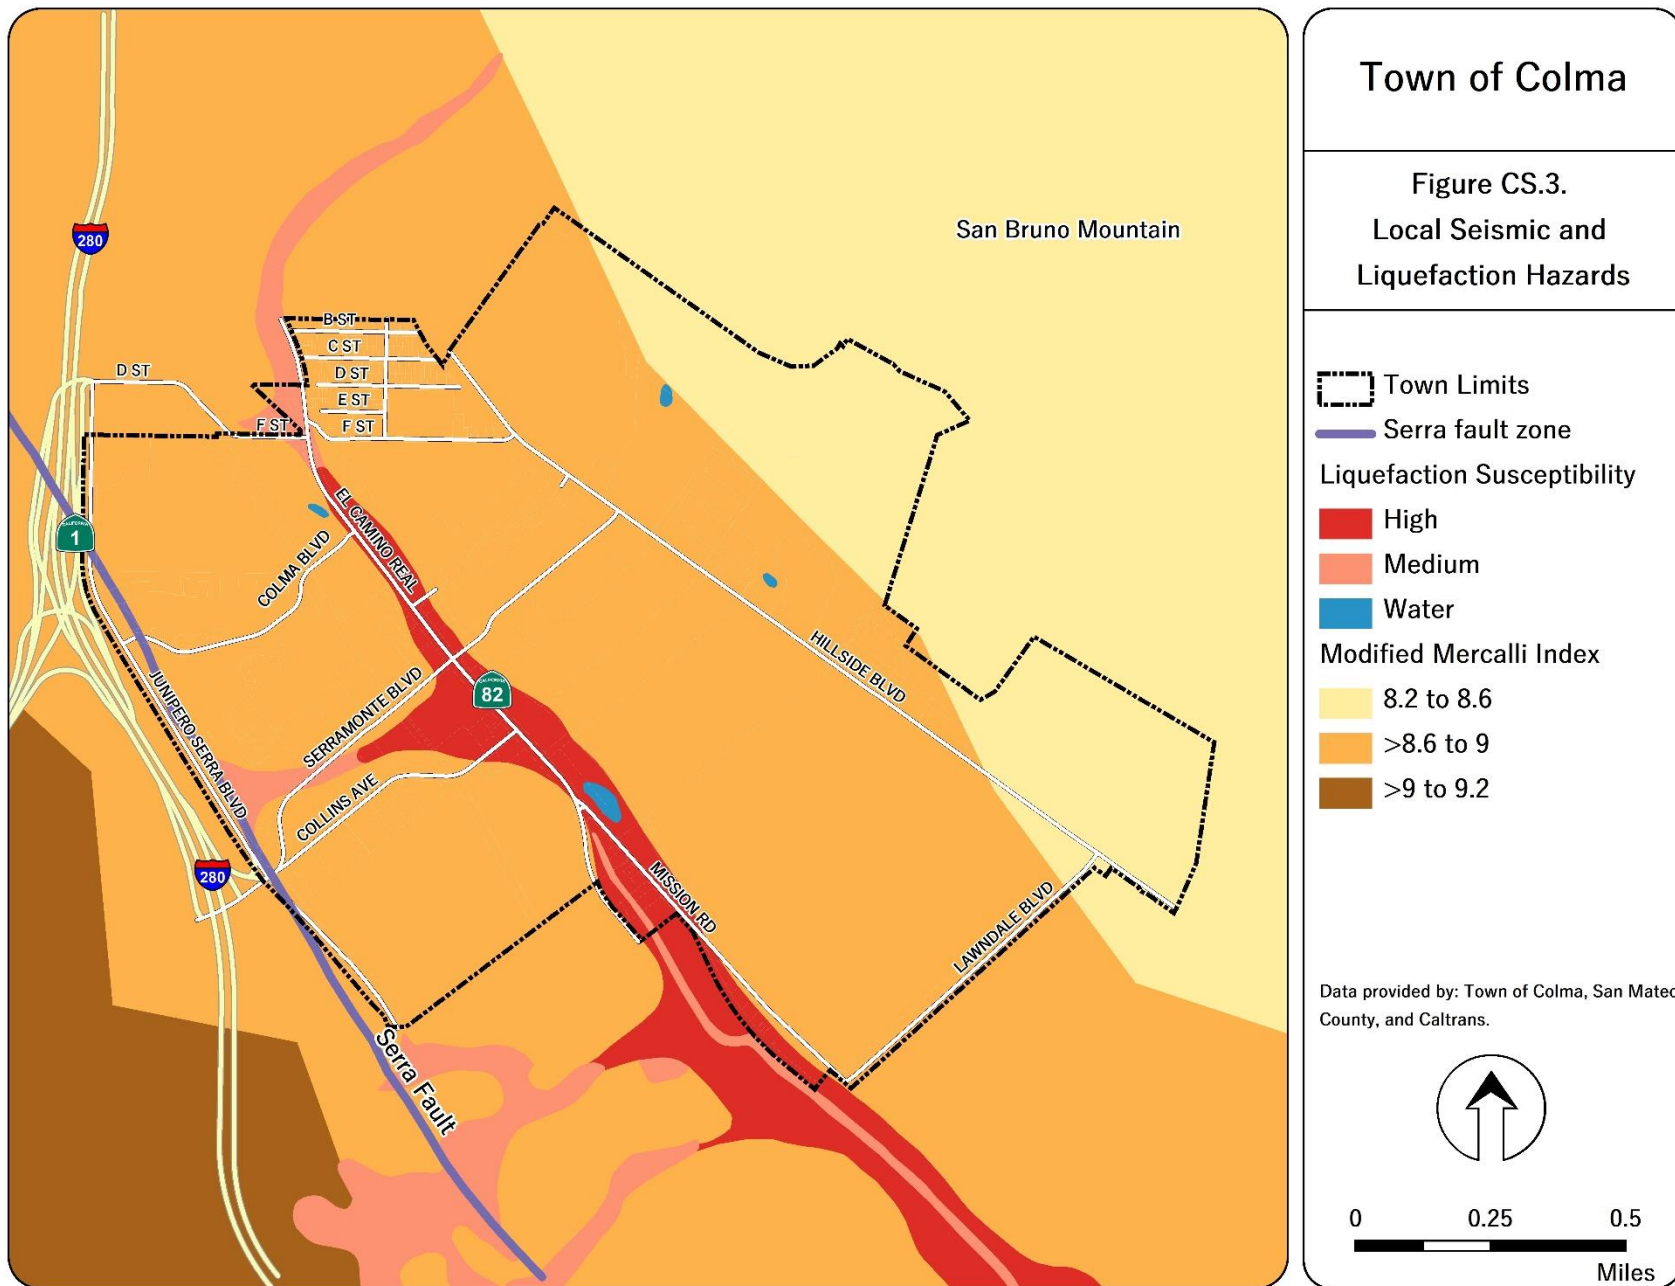 Town of Colma
Figure CS.3.
Local Seismic and
Liquefaction Hazards
Town Limits
Serra fault zone
Liquefaction Susceptibility
High
Medium
Water
Modified Mercalli Index
8.2 to 8.6
>8.6 to 9
>9 to 9.2
Data provided by: Town of Colma, San Mateo
County, and Caltrans.
0 0.25 0.5
Miles
San Bruno Mountain
280
B ST
C ST
D ST
D ST
E ST
F ST
F ST
CALIFORNIA
1
EL CAMINO REAL
COLMA BLVD
HILLSIDE BLVD
SERRAMONTE BLVD
CALIFORNIA
82
JUNIPERO SERRA BLVD
COLLINS AVE
280
MISSION RD
LAWNDALE BLVD
Serra Fault